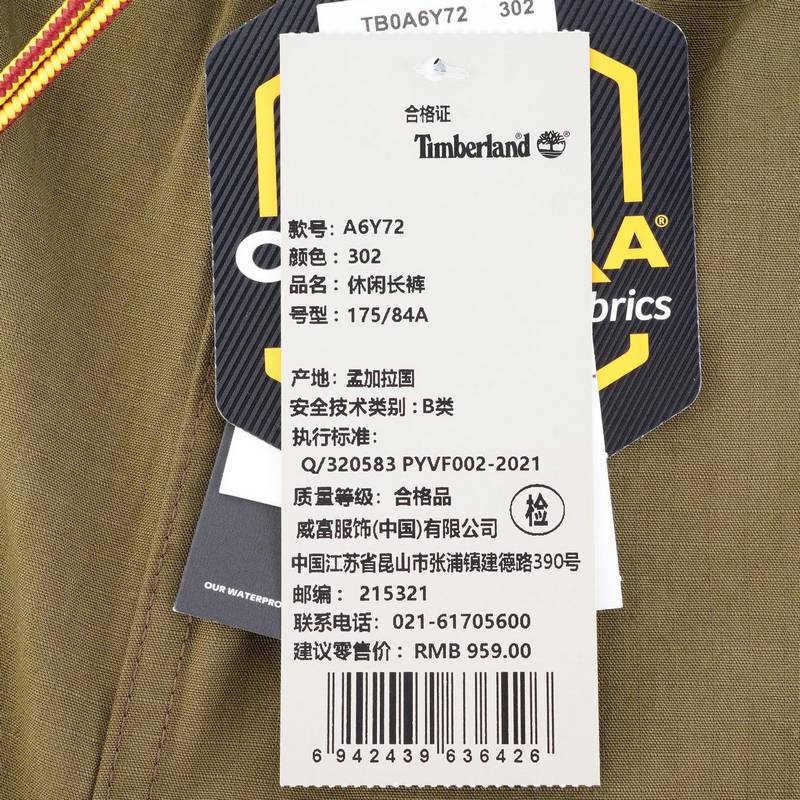 TB0A6Y72 302
合格证
Timberland®
款号: A6Y72
颜色: 302
品名: 休闲长裤
号型: 175/84A
RA®
brics
产地: 孟加拉国
安全技术类别: B类
执行标准:
Q/320583 PYVF002-2021
质量等级: 合格品
检
威富服饰(中国)有限公司
中国江苏省昆山市张浦镇建德路390号
OUR WATERPRO
邮编: 215321
联系电话: 021-61705600
建议零售价: RMB 959.00
6 942439 636426